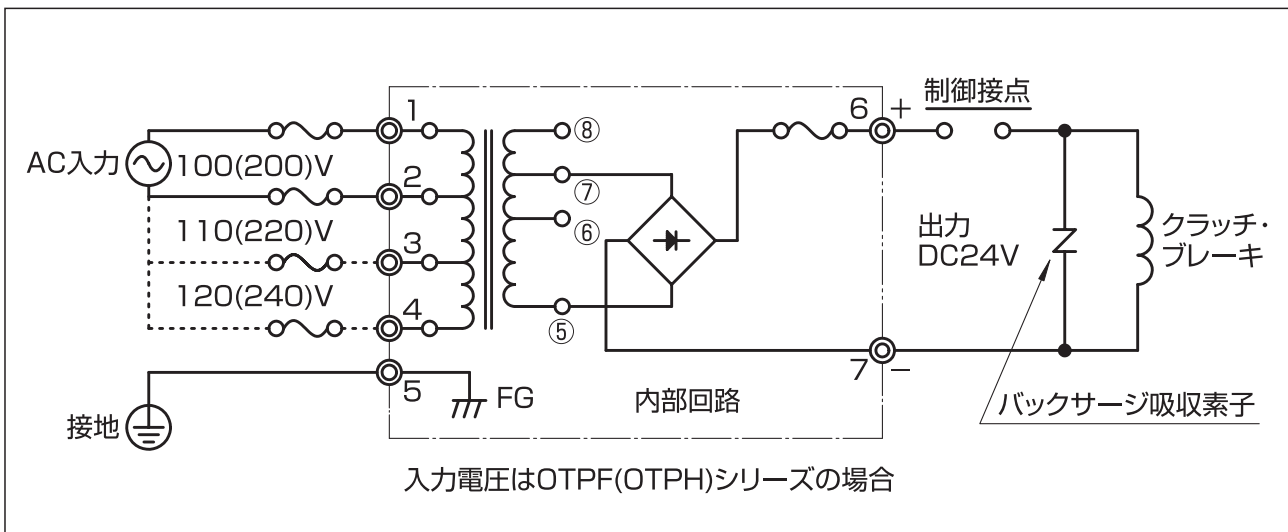 制御接点
1
6
+
⑧
AC入力
100(200)V
2
⑦
⑥
110(220)V
3
出力
DC24V
クラッチ・
ブレーキ
120(240)V
4
⑤
5
FG
7
−
内部回路
バックサージ吸収素子
接地
入力電圧はOTPF(OTPH)シリーズの場合